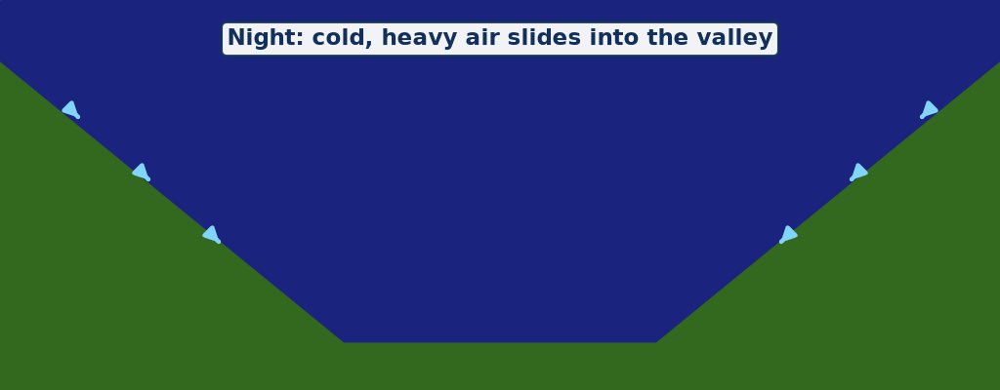 Night: cold, heavy air slides into the valley